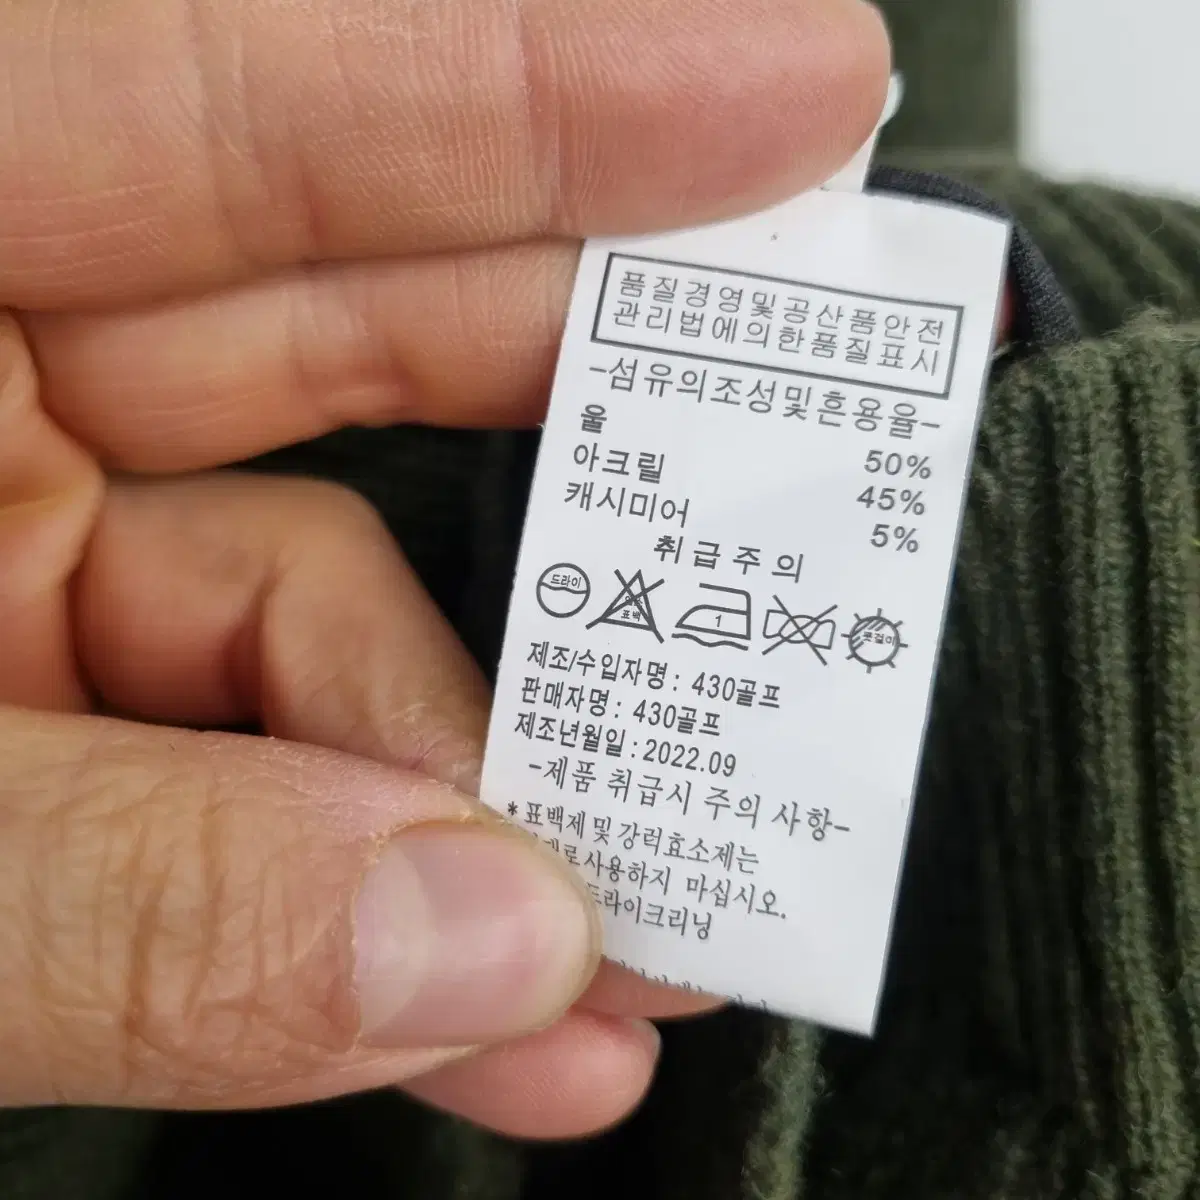 품질경영및공산품안전
관리법에의한품질표시
-섬유의조성및흔용율-
울 50%
아크릴 45%
캐시미어 5%
취급주의
드라이
표백
1
옷걸이
제조/수입자명 : 430골프
판매자명 : 430골프
제조년월일 : 2022.09
-제품 취급시 주의 사항-
* 표백제 및 강력효소제는
로사용하지 마십시오.
드라이크리닝